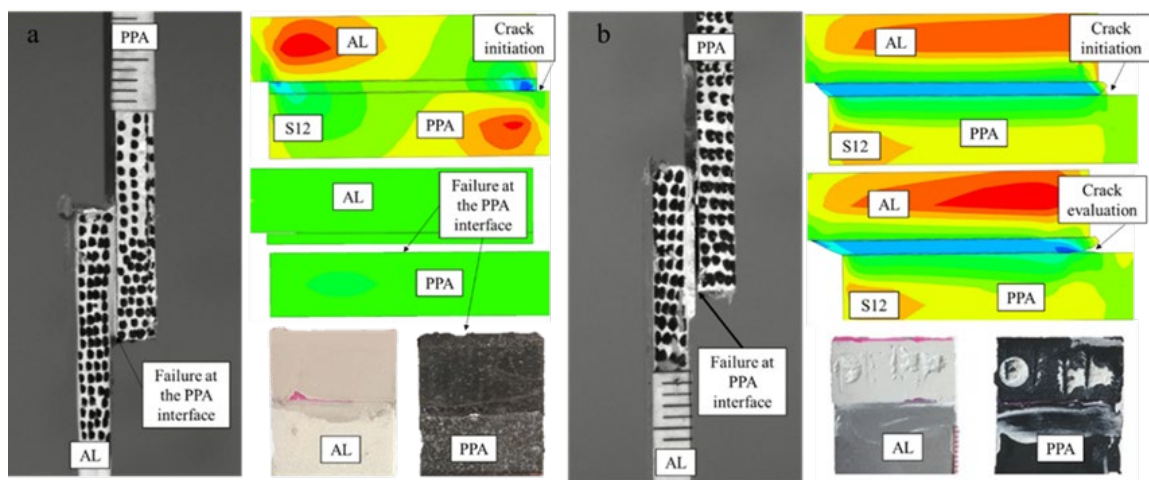 a
PPA
AL
Crack
initiation
S12
PPA
AL
Failure at
the PPA
interface
PPA
Failure at
the PPA
interface
AL
AL
PPA
b
PPA
AL
Crack
initiation
PPA
S12
AL
Crack
evaluation
S12
PPA
Failure at
PPA
interface
AL
AL
PPA